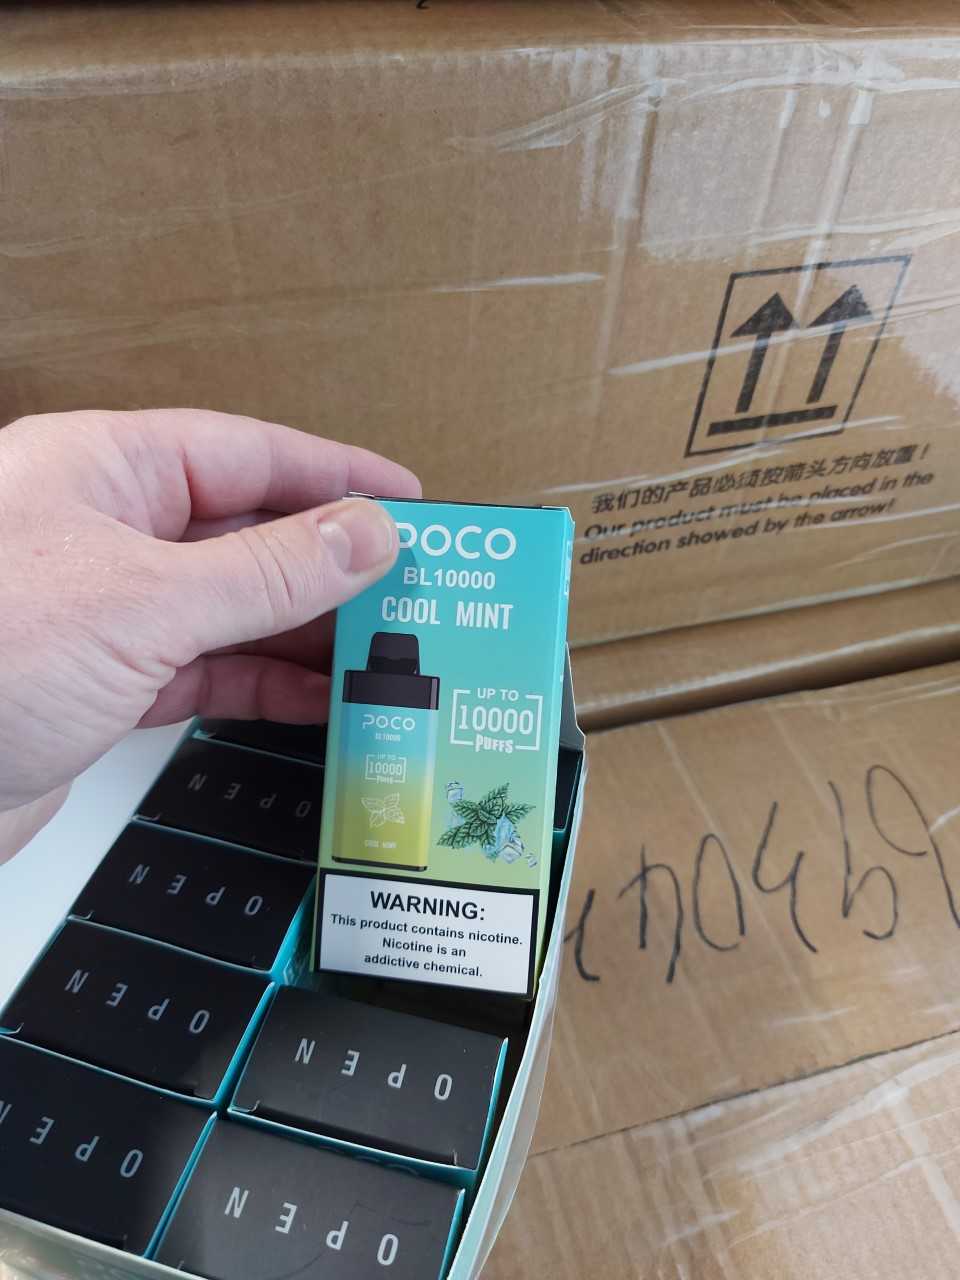 我们的产品必须按箭头方向放置！
Our product must be placed in the
direction showed by the arrow!
POCO
BL10000
COOL MINT
UP TO
10000
PUFFS
POCO
BL10000
UP TO
10000
PUFFS
COOL MINT
WARNING:
This product contains nicotine.
Nicotine is an
addictive chemical.
OPEN
OPEN
OPEN
OPEN
OPEN
OPEN